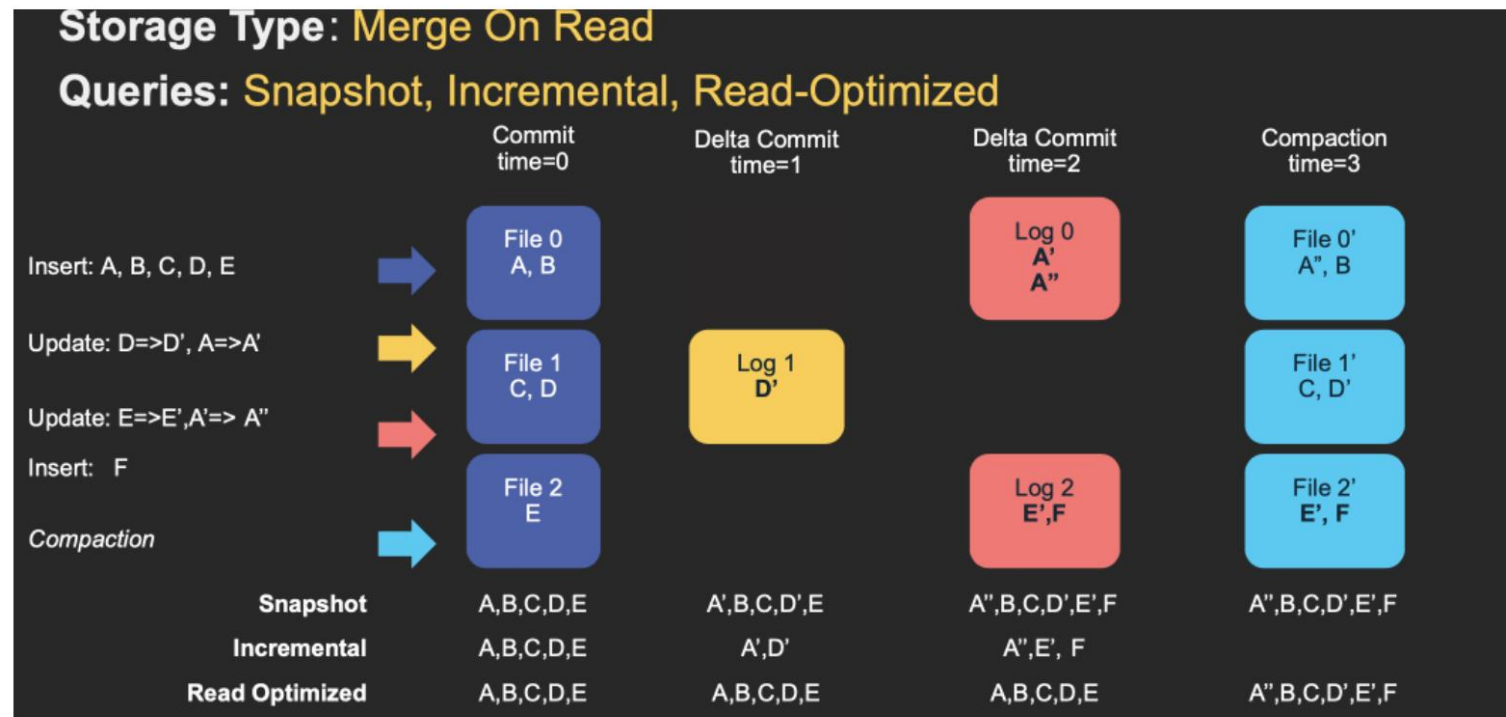 Storage Type: Merge On Read
Queries: Snapshot, Incremental, Read-Optimized
Commit
time=0
Delta Commit
time=1
Delta Commit
time=2
Compaction
time=3
Insert: A, B, C, D, E
Update: D=>D', A=>A'
Update: E=>E',A'=> A"
Insert: F
Compaction
File 0
A, B
File 1
C, D
File 2
E
Log 1
D'
Log 0
A'
A"
Log 2
E',F
File 0'
A", B
File 1'
C, D'
File 2'
E', F
Snapshot A,B,C,D,E A',B,C,D',E A",B,C,D',E',F A",B,C,D',E',F
Incremental A,B,C,D,E A',D' A",E', F
Read Optimized A,B,C,D,E A,B,C,D,E A,B,C,D,E A",B,C,D',E',F